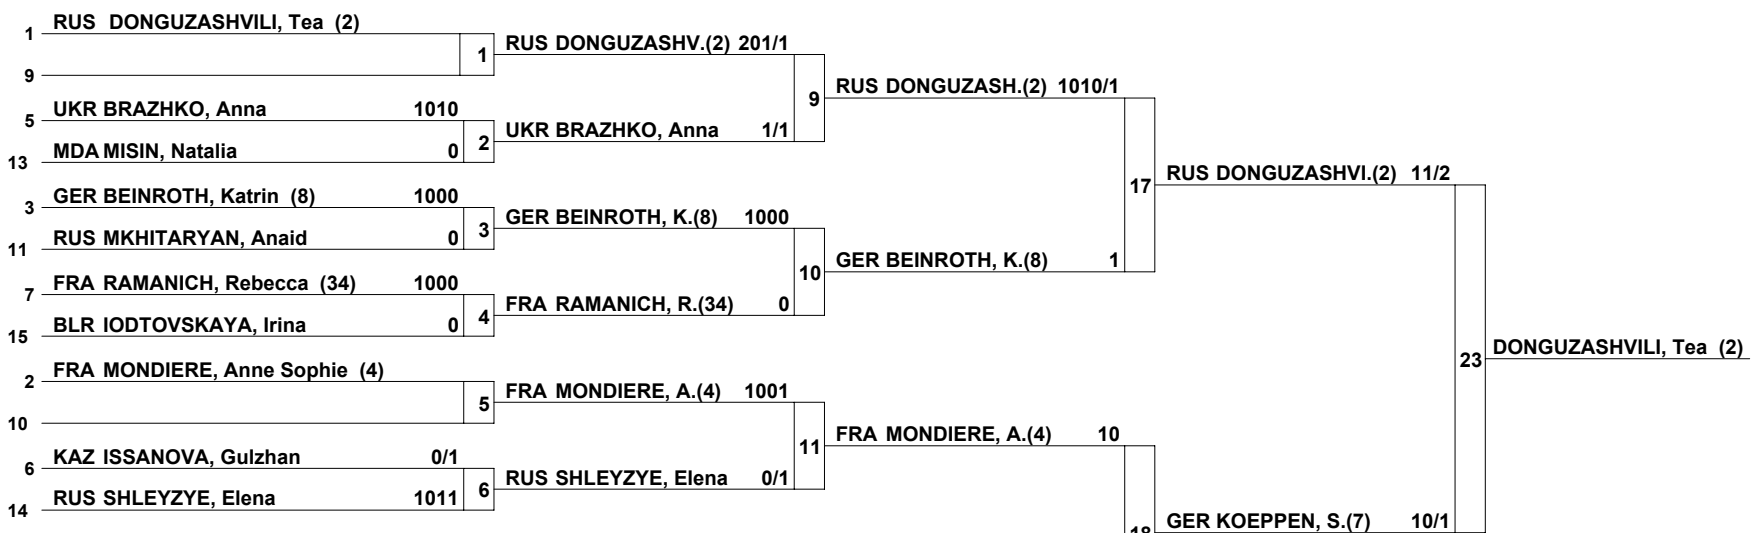 1 RUS DONGUZASHVILI, Tea (2)
9
1
5 UKR BRAZHKO, Anna 1010
13 MDA MISIN, Natalia 0
2
3 GER BEINROTH, Katrin (8) 1000
11 RUS MKHITARYAN, Anaid 0
3
7 FRA RAMANICH, Rebecca (34) 1000
15 BLR IODTOVSKAYA, Irina 0
4
2 FRA MONDIERE, Anne Sophie (4)
10
5
6 KAZ ISSANOVA, Gulzhan 0/1
14 RUS SHLEYZYE, Elena 1011
6
RUS DONGUZASHV.(2) 201/1
UKR BRAZHKO, Anna 1/1
9
GER BEINROTH, K.(8) 1000
FRA RAMANICH, R.(34) 0
10
FRA MONDIERE, A.(4) 1001
RUS SHLEYZYE, Elena 0/1
11
RUS DONGUZASH.(2) 1010/1
GER BEINROTH, K.(8) 1
17
FRA MONDIERE, A.(4) 10
18
RUS DONGUZASHVI.(2) 11/2
GER KOEPPEN, S.(7) 10/1
23
DONGUZASHVILI, Tea (2)